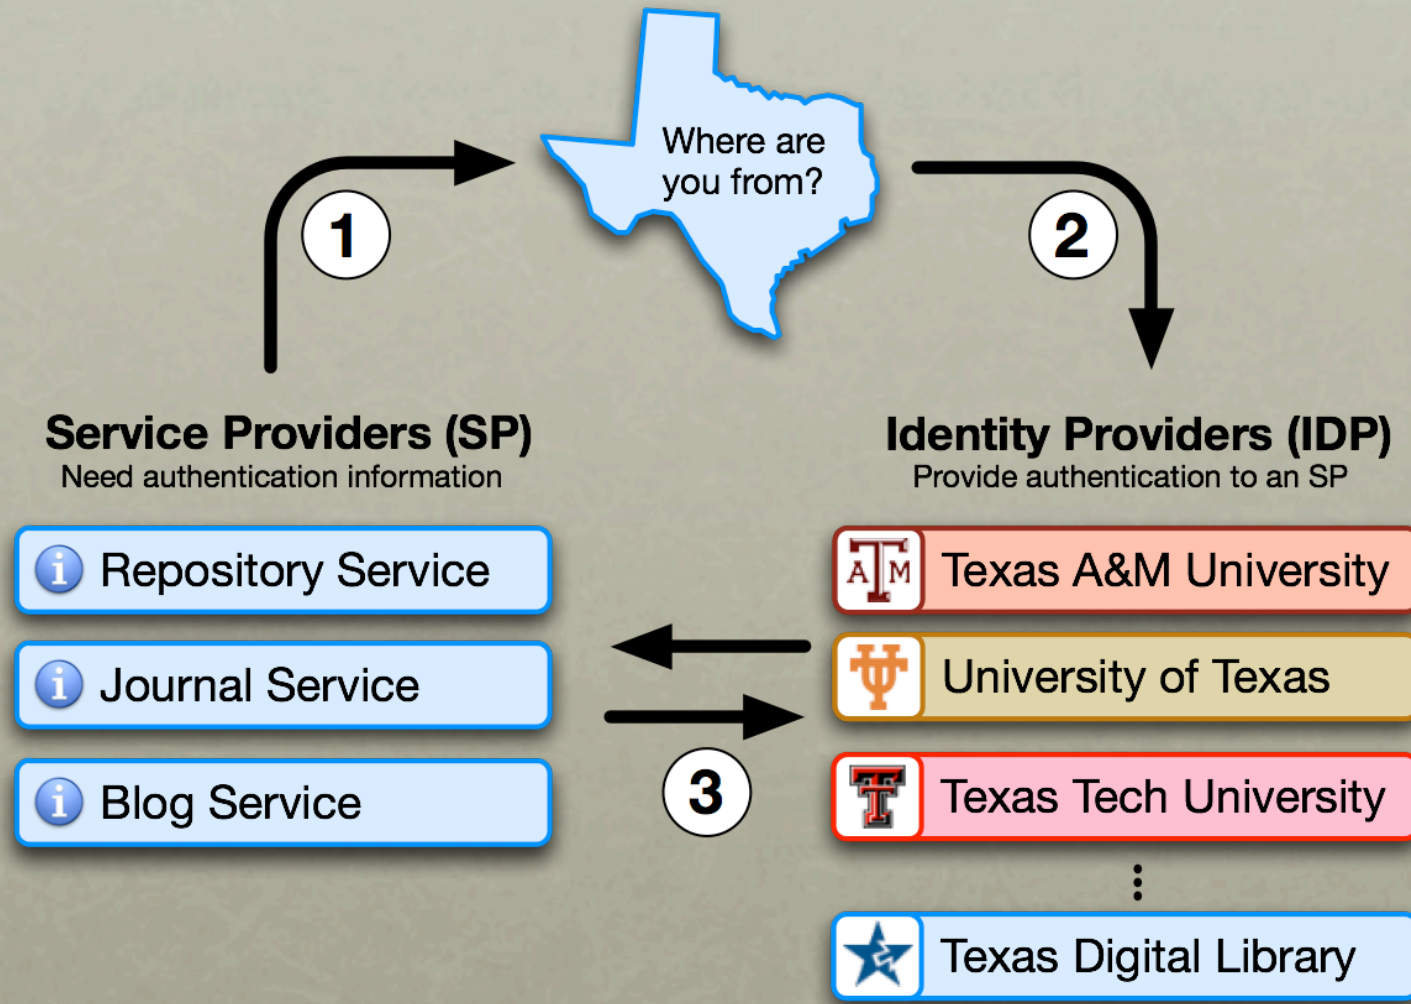 Where are
you from?
1
2
Service Providers (SP)
Need authentication information
Repository Service
Journal Service
Blog Service
3
Identity Providers (IDP)
Provide authentication to an SP
A T M Texas A&M University
UT University of Texas
T Texas Tech University
⋮
Texas Digital Library